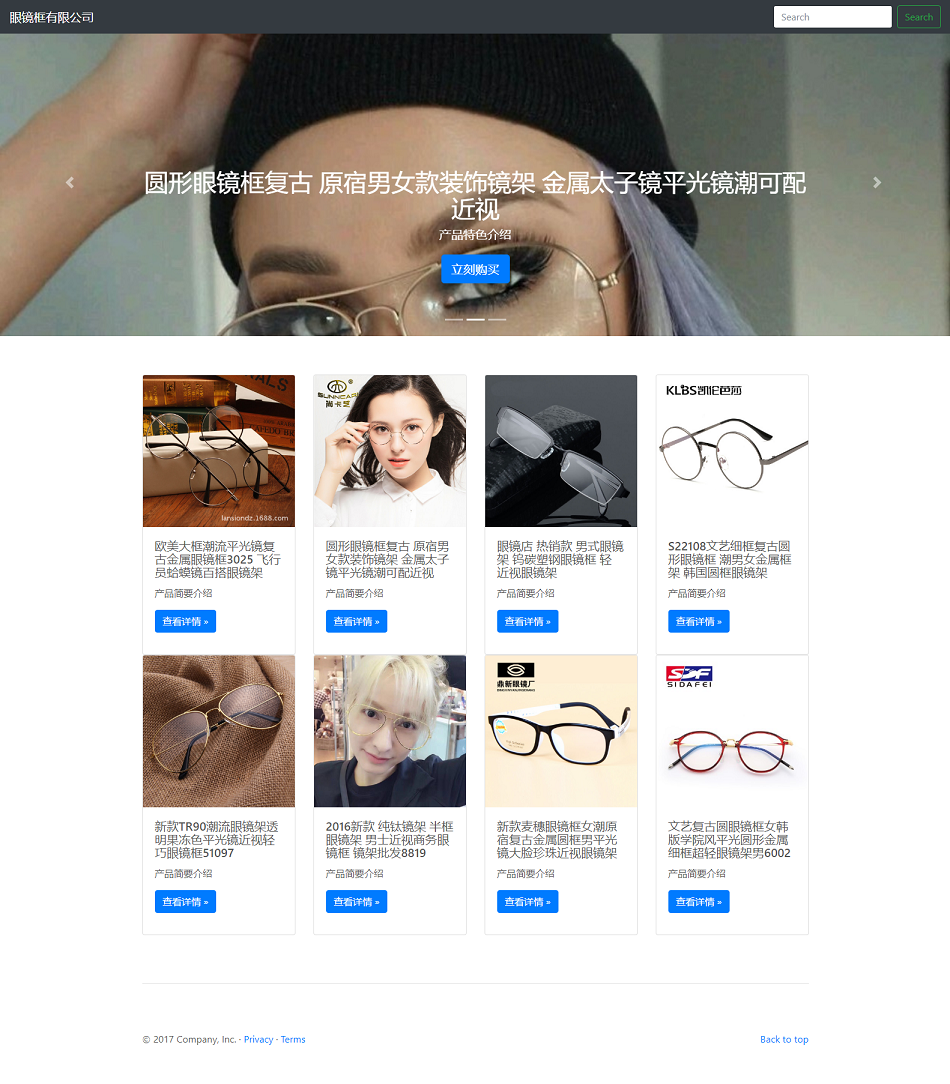 眼镜框有限公司
Search
Search
圆形眼镜框复古 原宿男女款装饰镜架 金属太子镜平光镜潮可配
近视
产品特色介绍
立刻购买
lansiondz.1688.com
SUNNCARI
尚卡芝
KLBS凯伦芭莎
欧美大框潮流平光镜复
古金属眼镜框3025 飞行
员蛤蟆镜百搭眼镜架
产品简要介绍
查看详情 »
圆形眼镜框复古 原宿男
女款装饰镜架 金属太子
镜平光镜潮可配近视
产品简要介绍
查看详情 »
眼镜店 热销款 男式眼镜
架 钨碳塑钢眼镜框 轻
近视眼镜架
产品简要介绍
查看详情 »
S22108文艺细框复古圆
形眼镜框 潮男女金属框
架 韩国圆框眼镜架
产品简要介绍
查看详情 »
鼎新眼镜厂
SDF
SIDAFEI
新款TR90潮流眼镜架透
明果冻色平光镜近视轻
巧眼镜框51097
产品简要介绍
查看详情 »
2016新款 纯钛镜架 半框
眼镜架 男士近视商务眼
镜框 镜架批发8819
产品简要介绍
查看详情 »
新款麦穗眼镜框女潮原
宿复古金属圆框男平光
镜大脸珍珠近视眼镜架
产品简要介绍
查看详情 »
文艺复古圆眼镜框女韩
版学院风平光圆形金属
细框超轻眼镜架男6002
产品简要介绍
查看详情 »
© 2017 Company, Inc. · Privacy · Terms
Back to top